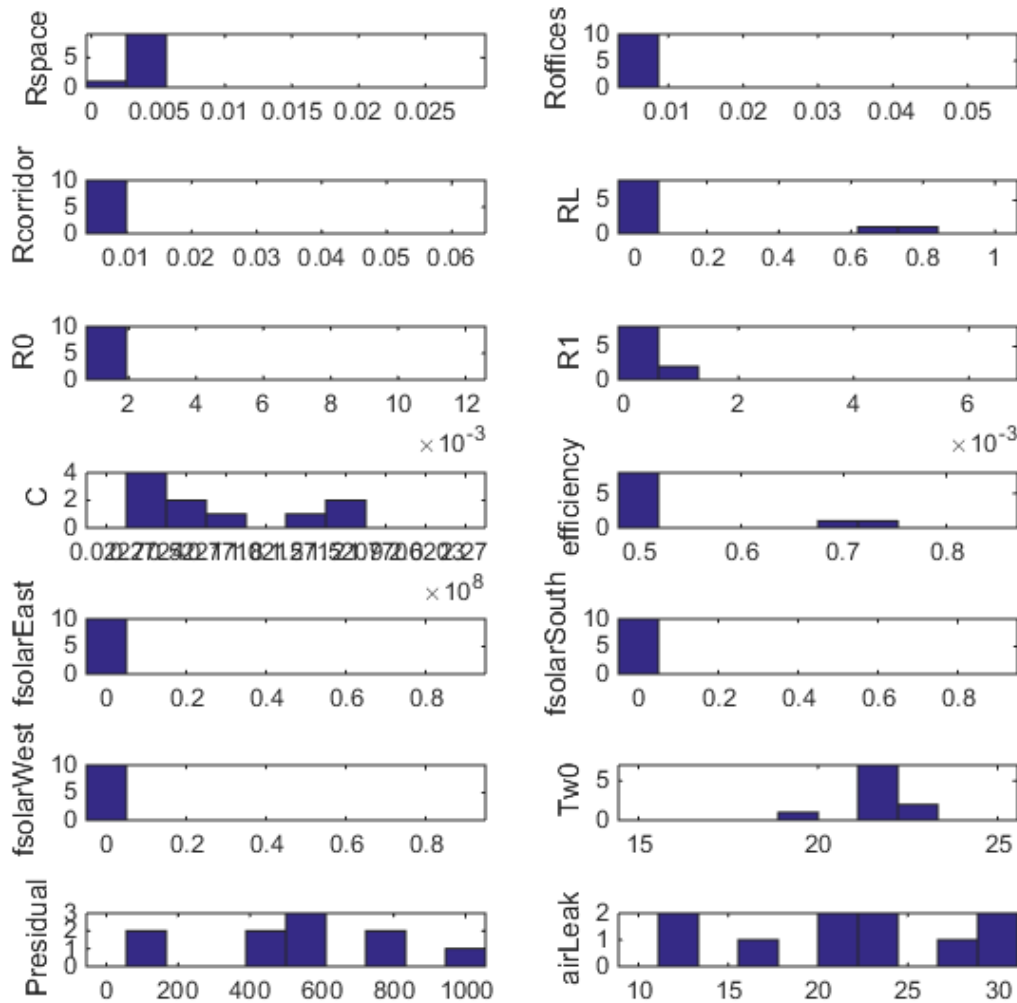 Rspace
5
0
0 0.005 0.01 0.015 0.02 0.025
Roffices
10
5
0
0.01 0.02 0.03 0.04 0.05
Rcorridor
10
5
0
0.01 0.02 0.03 0.04 0.05 0.06
RL
5
0
0 0.2 0.4 0.6 0.8 1
R0
10
5
0
2 4 6 8 10 12
× 10⁻³
R1
5
0
0 2 4 6
× 10⁻³
C
4
2
0
× 10⁸
efficiency
5
0
0.5 0.6 0.7 0.8
fsolarEast
10
5
0
0 0.2 0.4 0.6 0.8
fsolarSouth
10
5
0
0 0.2 0.4 0.6 0.8
fsolarWest
10
5
0
0 0.2 0.4 0.6 0.8
Tw0
5
0
15 20 25
Presidual
3
2
1
0
0 200 400 600 800 1000
airLeak
2
1
0
10 15 20 25 30